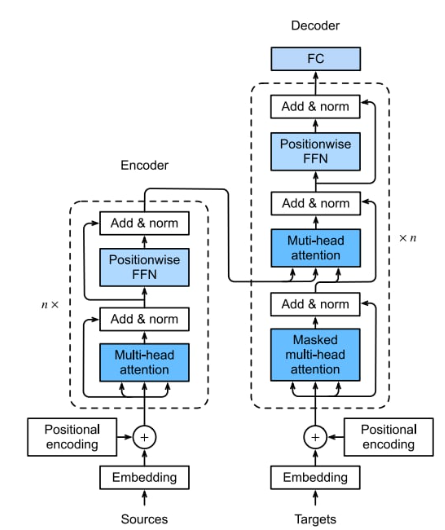 Decoder
FC
Add & norm
Positionwise
FFN
Add & norm
Muti-head
attention
× n
Add & norm
Masked
multi-head
attention
Positional
encoding
+
Embedding
Targets
Encoder
Add & norm
Positionwise
FFN
n ×
Add & norm
Multi-head
attention
Positional
encoding
+
Embedding
Sources